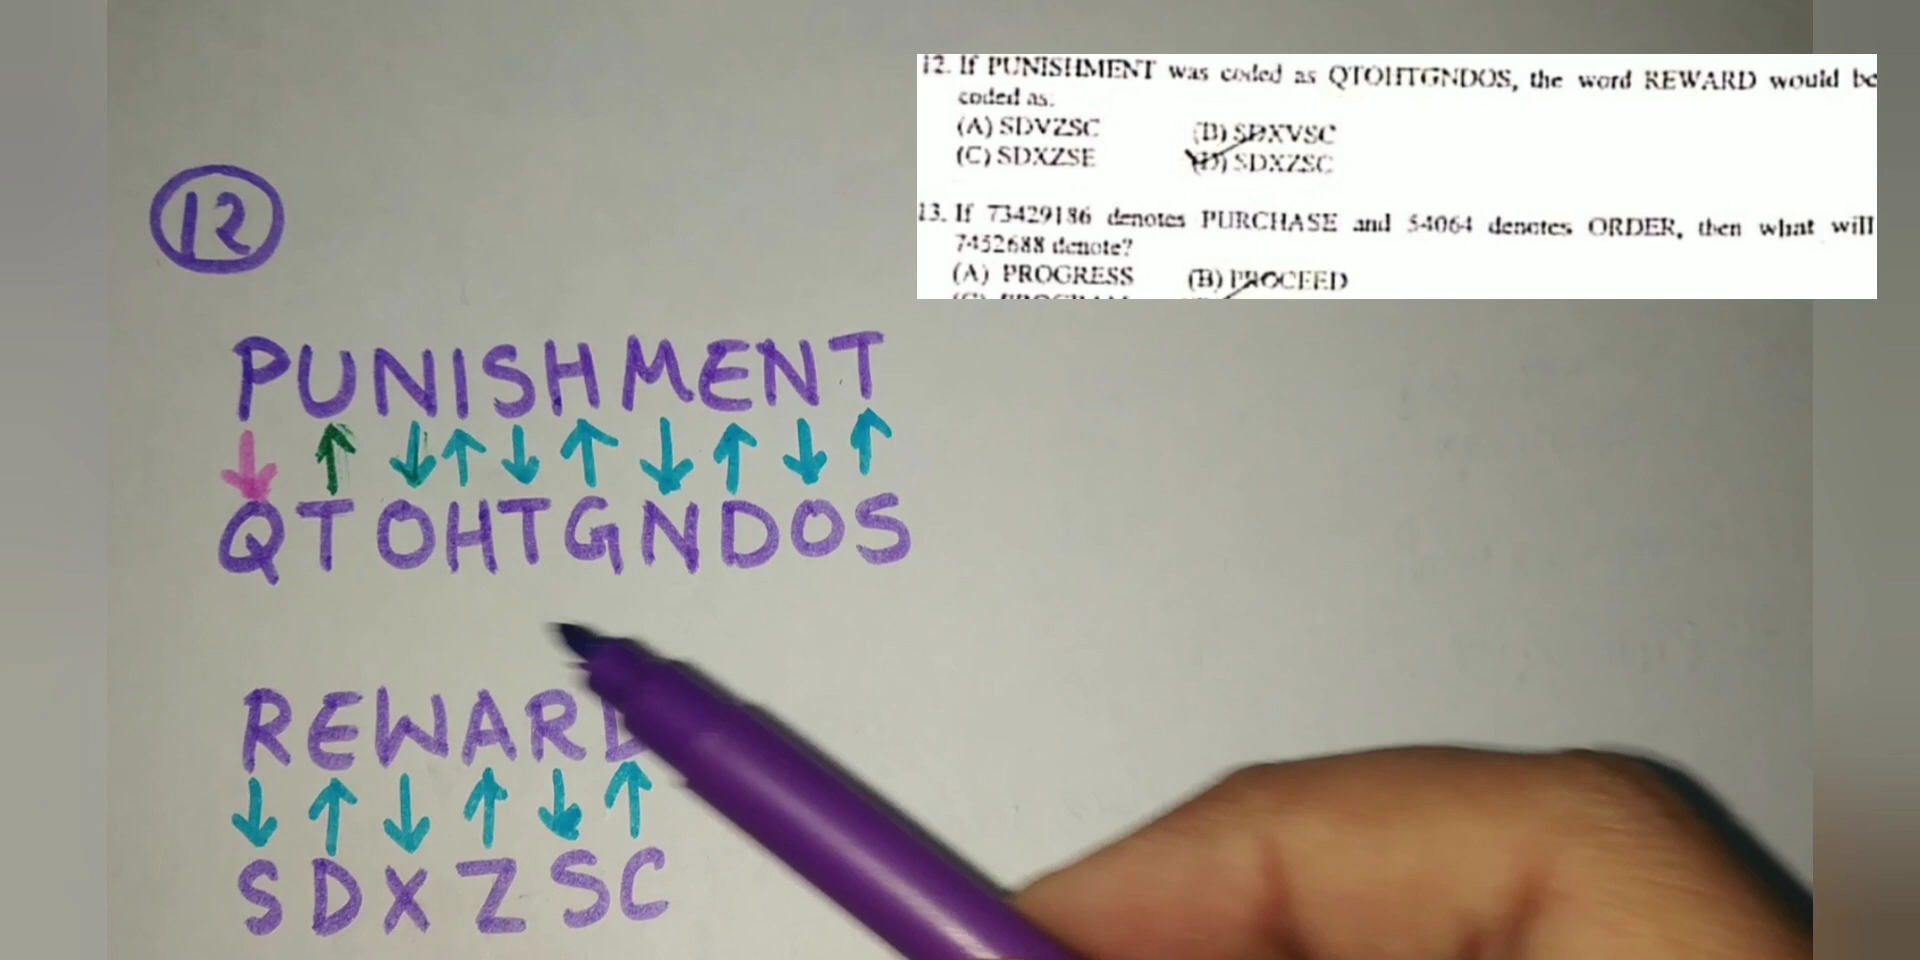 12. If PUNISHMENT was coded as QTOHTGNDOS, the word REWARD would be
coded as:
(A) SDVZSC (B) SDXVSC
(C) SDXZSE (D) SDXZSC
13. If 73429186 denotes PURCHASE and 54064 denotes ORDER, then what will
7452688 denote?
(A) PROGRESS (B) PROCEED
12
PUNISHMENT
QTOHTGNDOS
REWARD
SDXZSC